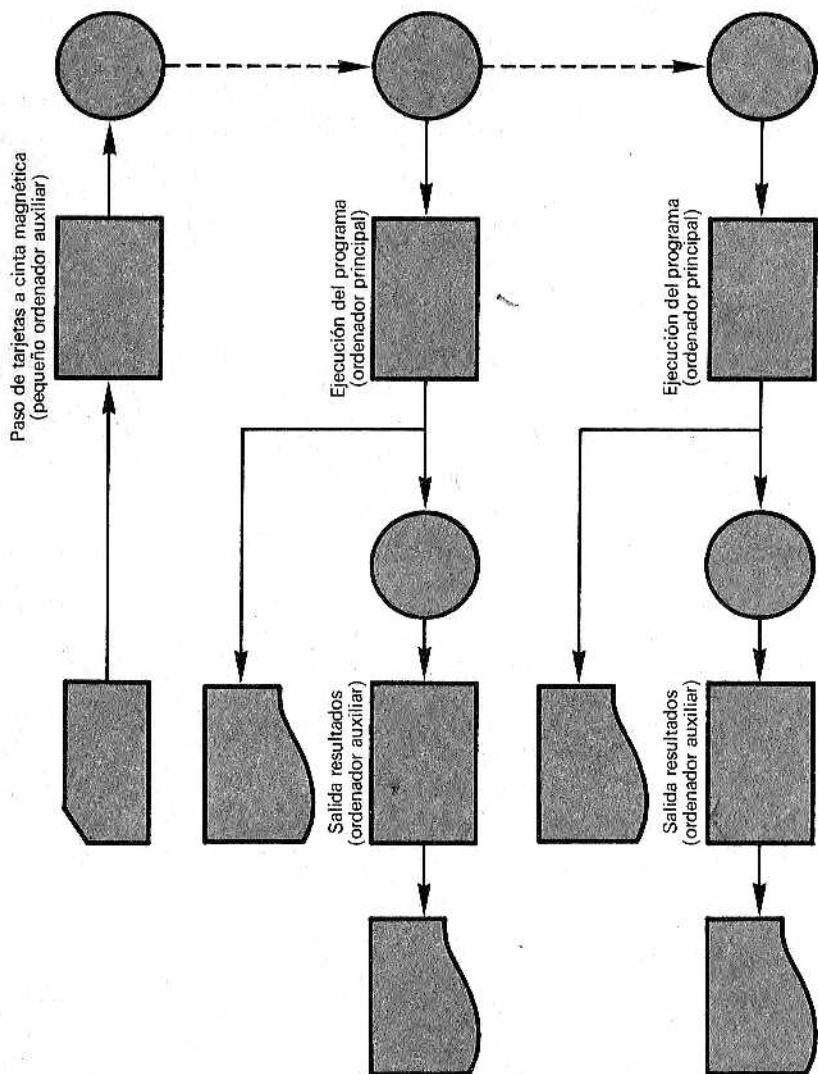 Paso de tarjetas a cinta magnética
(pequeño ordenador auxiliar)
Ejecución del programa
(ordenador principal)
Salida resultados
(ordenador auxiliar)
Ejecución del programa
(ordenador principal)
Salida resultados
(ordenador auxiliar)